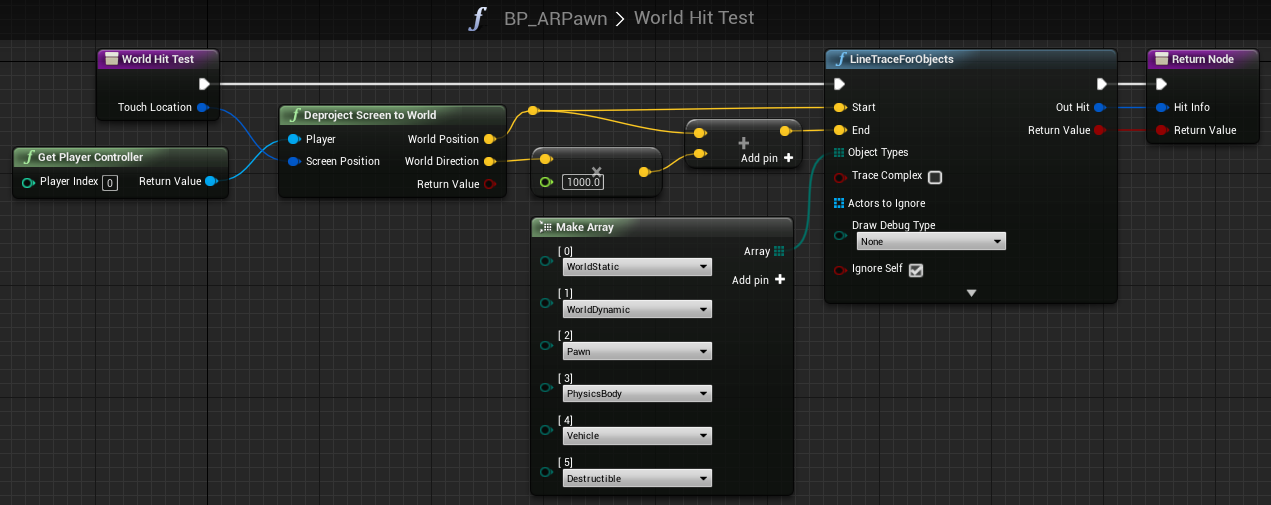 f BP_ARPawn > World Hit Test
World Hit Test
Touch Location
Get Player Controller
Player Index 0 Return Value
f Deproject Screen to World
Player World Position
Screen Position World Direction
Return Value
×
1000.0
+
Add pin +
Make Array
[ 0]
WorldStatic
Array
Add pin +
[ 1]
WorldDynamic
[ 2]
Pawn
[ 3]
PhysicsBody
[ 4]
Vehicle
[ 5]
Destructible
f LineTraceForObjects
Start Out Hit
End Return Value
Object Types
Trace Complex
Actors to Ignore
Draw Debug Type
None
Ignore Self
Return Node
Hit Info
Return Value